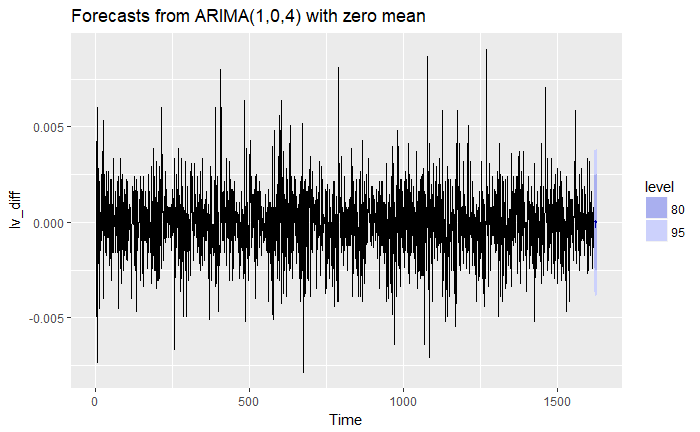 Forecasts from ARIMA(1,0,4) with zero mean
lv_diff
0.005
0.000
-0.005
0
500
1000
1500
Time
level
80
95